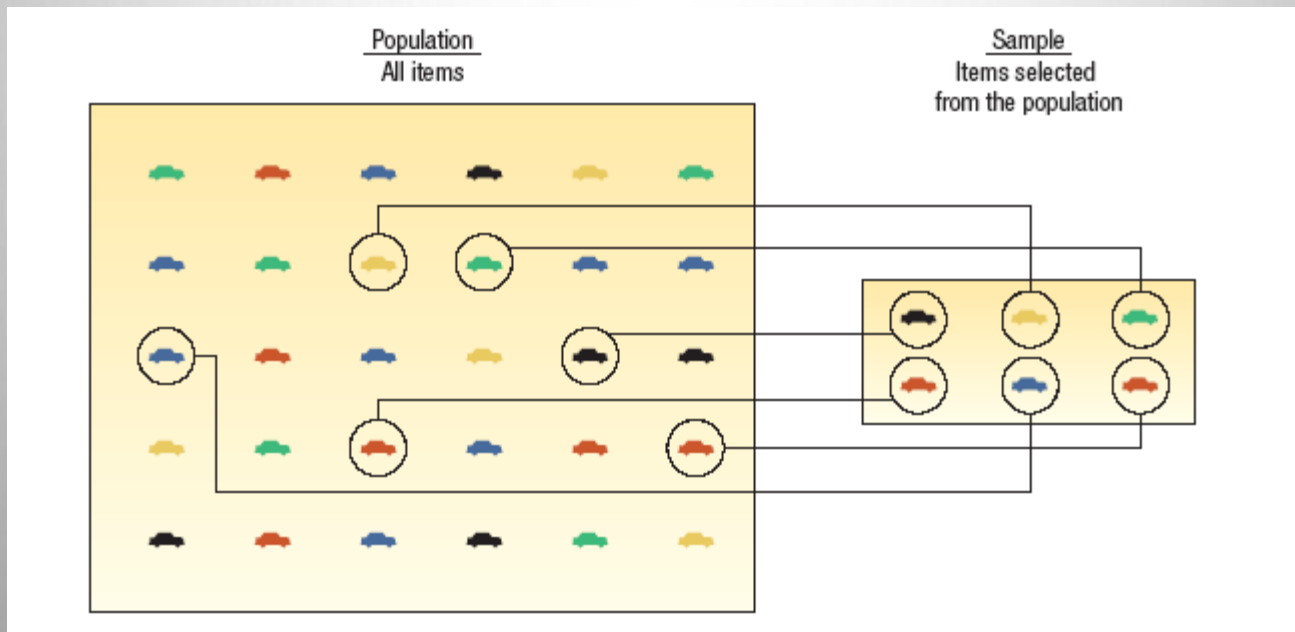 Population
All items
Sample
Items selected
from the population